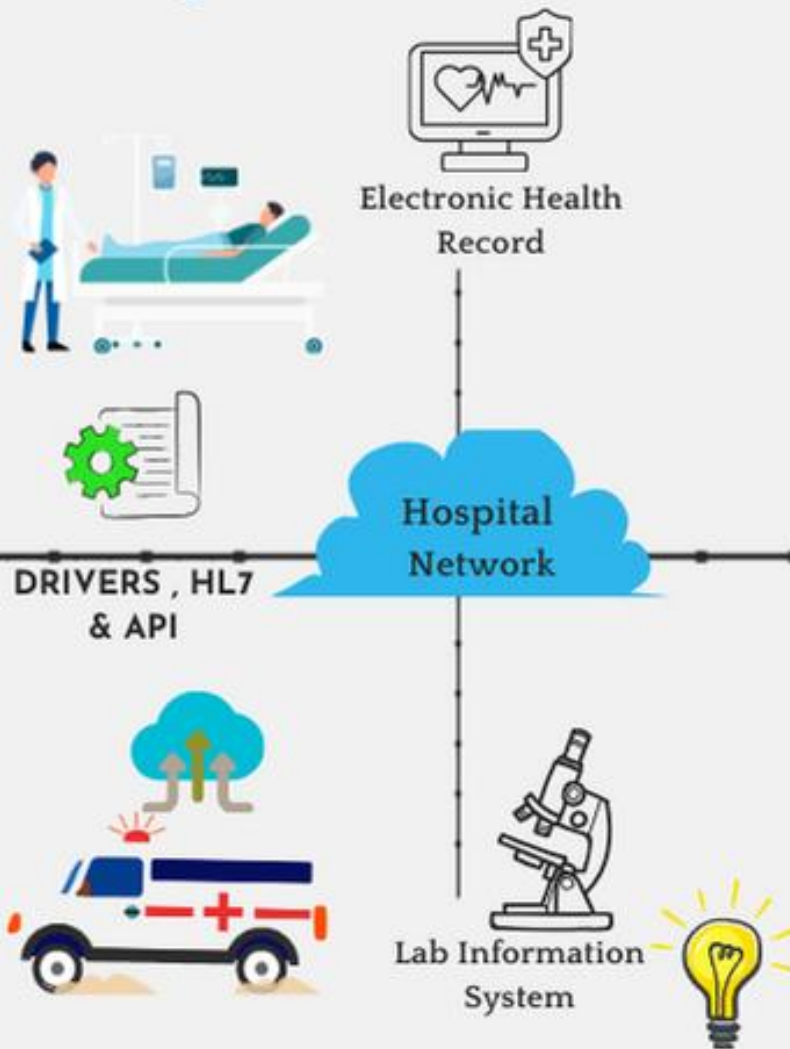 Electronic Health
Record
Hospital
Network
DRIVERS , HL7
& API
Lab Information
System